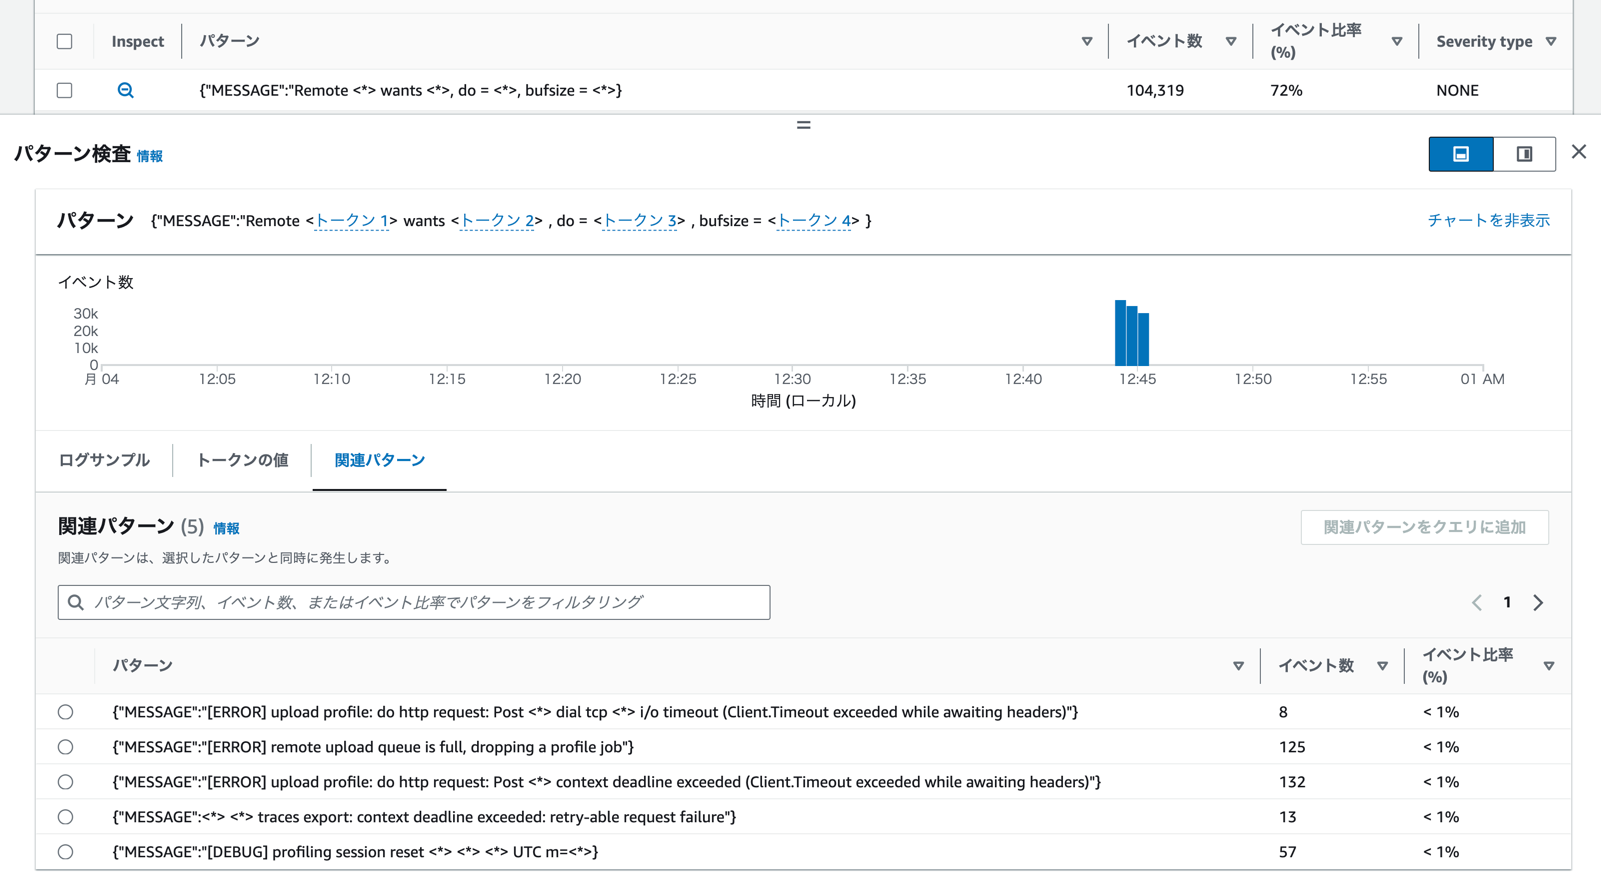 Inspect パターン イベント数 イベント比率 (%) Severity type
{"MESSAGE":"Remote <*> wants <*>, do = <*>, bufsize = <*>} 104,319 72% NONE
パターン検査 情報
パターン {"MESSAGE":"Remote <トークン 1> wants <トークン 2> , do = <トークン 3> , bufsize = <トークン 4> } チャートを非表示
イベント数
30k
20k
10k
0
月 04 12:05 12:10 12:15 12:20 12:25 12:30 12:35 12:40 12:45 12:50 12:55 01 AM
時間 (ローカル)
ログサンプル トークンの値 関連パターン
関連パターン (5) 情報 関連パターンをクエリに追加
関連パターンは、選択したパターンと同時に発生します。
パターン文字列、イベント数、またはイベント比率でパターンをフィルタリング 1
パターン イベント数 イベント比率 (%)
{"MESSAGE":"[ERROR] upload profile: do http request: Post <*> dial tcp <*> i/o timeout (Client.Timeout exceeded while awaiting headers)"} 8 < 1%
{"MESSAGE":"[ERROR] remote upload queue is full, dropping a profile job"} 125 < 1%
{"MESSAGE":"[ERROR] upload profile: do http request: Post <*> context deadline exceeded (Client.Timeout exceeded while awaiting headers)"} 132 < 1%
{"MESSAGE":<*> <*> traces export: context deadline exceeded: retry-able request failure"} 13 < 1%
{"MESSAGE":"[DEBUG] profiling session reset <*> <*> <*> UTC m=<*>} 57 < 1%